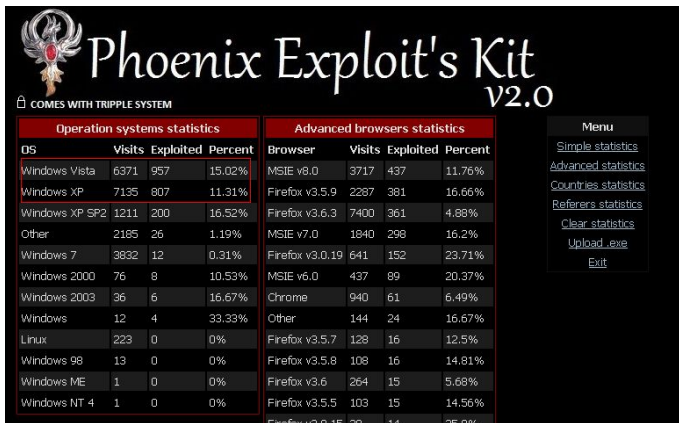 Phoenix Exploit's Kit
v2.0
COMES WITH TRIPPLE SYSTEM
Operation systems statistics
OS Visits Exploited Percent
Windows Vista 6371 957 15.02%
Windows XP 7135 807 11.31%
Windows XP SP2 1211 200 16.52%
Other 2185 26 1.19%
Windows 7 3832 12 0.31%
Windows 2000 76 8 10.53%
Windows 2003 36 6 16.67%
Windows 12 4 33.33%
Linux 223 0 0%
Windows 98 13 0 0%
Windows ME 1 0 0%
Windows NT 4 1 0 0%
Advanced browsers statistics
Browser Visits Exploited Percent
MSIE v8.0 3717 437 11.76%
Firefox v3.5.9 2287 381 16.66%
Firefox v3.6.3 7400 361 4.88%
MSIE v7.0 1840 298 16.2%
Firefox v3.0.19 641 152 23.71%
MSIE v6.0 437 89 20.37%
Chrome 940 61 6.49%
Other 144 24 16.67%
Firefox v3.5.7 128 16 12.5%
Firefox v3.5.8 108 16 14.81%
Firefox v3.6 264 15 5.68%
Firefox v3.5.5 103 15 14.56%
Menu
Simple statistics
Advanced statistics
Countries statistics
Referers statistics
Clear statistics
Upload .exe
Exit